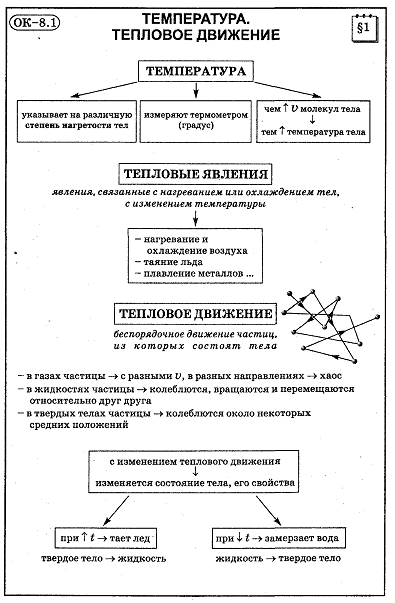 ОК–8.1
ТЕМПЕРАТУРА.
ТЕПЛОВОЕ ДВИЖЕНИЕ
§1
ТЕМПЕРАТУРА
указывает на различную
степень нагретости тел
измеряют термометром
(градус)
чем ↑ υ молекул тела
↓
тем ↑ температура тела
ТЕПЛОВЫЕ ЯВЛЕНИЯ
явления, связанные с нагреванием или охлаждением тел,
с изменением температуры
– нагревание и
охлаждение воздуха
– таяние льда
– плавление металлов ...
ТЕПЛОВОЕ ДВИЖЕНИЕ
беспорядочное движение частиц,
из которых состоят тела
– в газах частицы → с разными υ, в разных направлениях → хаос
– в жидкостях частицы → колеблются, вращаются и перемещаются
относительно друг друга
– в твердых телах частицы → колеблются около некоторых
средних положений
с изменением теплового движения
↓
изменяется состояние тела, его свойства
при ↑ t → тает лед
твердое тело → жидкость
при ↓ t → замерзает вода
жидкость → твердое тело